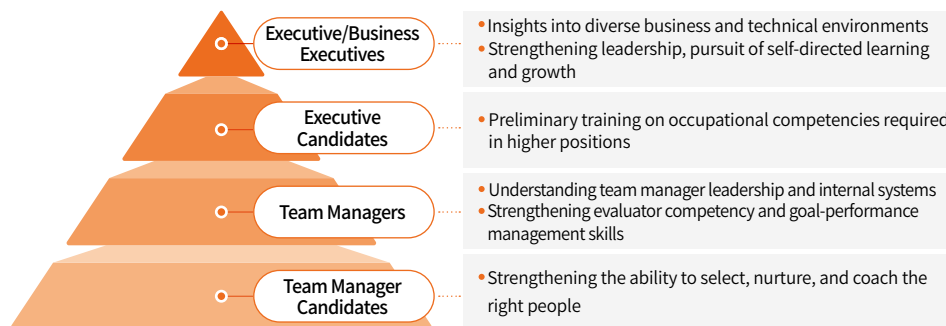 Executive/Business
Executives
• Insights into diverse business and technical environments
• Strengthening leadership, pursuit of self-directed learning
and growth
Executive
Candidates
• Preliminary training on occupational competencies required
in higher positions
Team Managers
• Understanding team manager leadership and internal systems
• Strengthening evaluator competency and goal-performance
management skills
Team Manager
Candidates
• Strengthening the ability to select, nurture, and coach the
right people